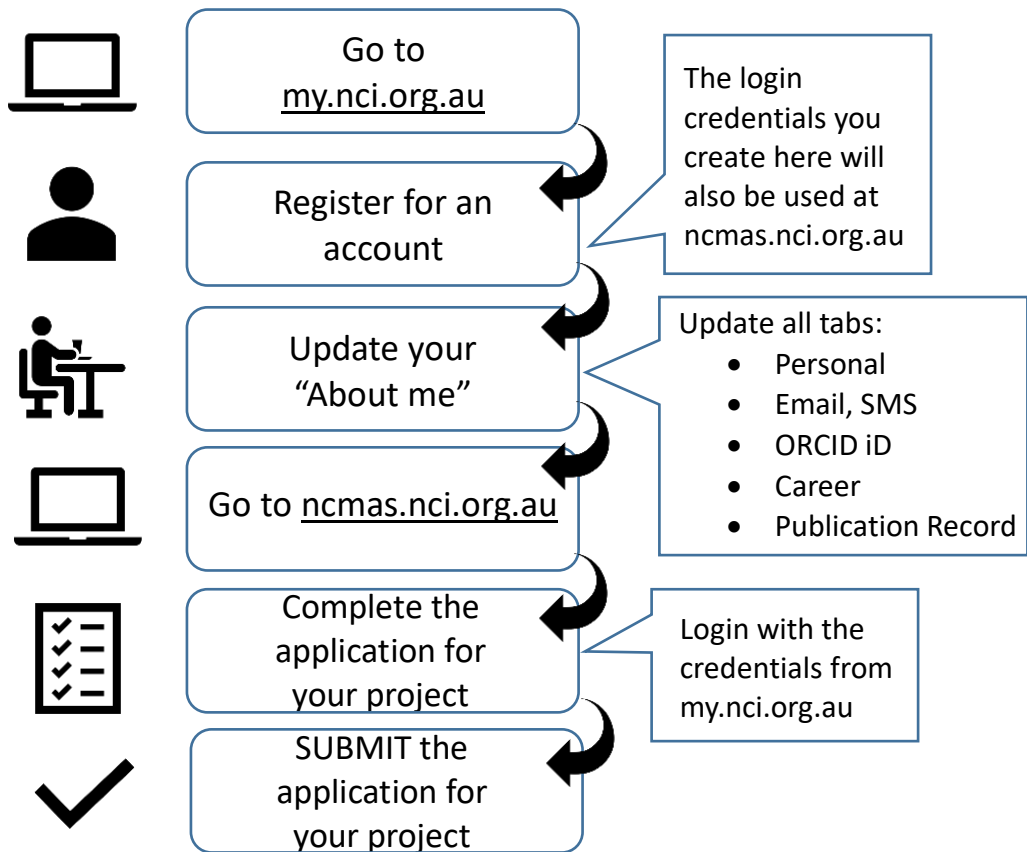 Go to
my.nci.org.au
The login
credentials you
create here will
also be used at
ncmas.nci.org.au
Register for an
account
Update your
“About me”
Update all tabs:
• Personal
• Email, SMS
• ORCID iD
• Career
• Publication Record
Go to ncmas.nci.org.au
Complete the
application for
your project
Login with the
credentials from
my.nci.org.au
SUBMIT the
application for
your project